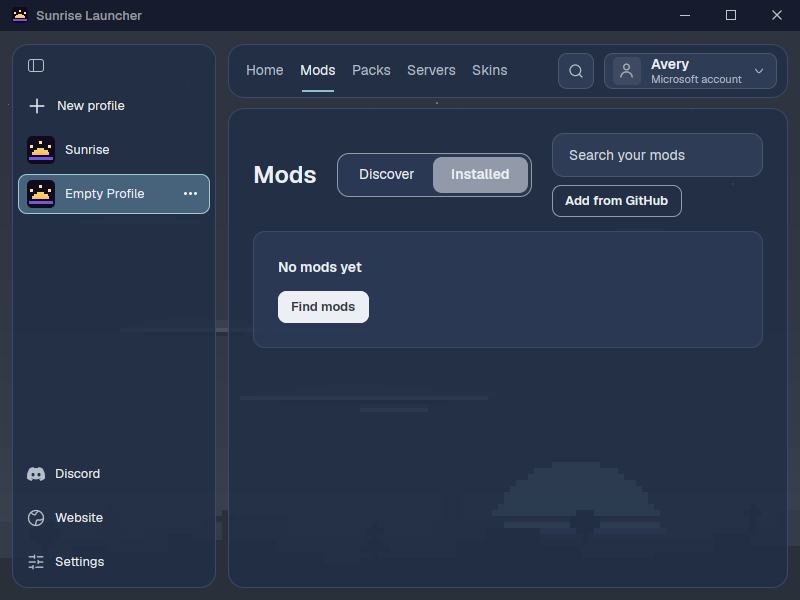 Sunrise Launcher
New profile
Sunrise
Empty Profile
Discord
Website
Settings
Home Mods Packs Servers Skins
Avery
Microsoft account
Mods
Discover Installed
Search your mods
Add from GitHub
No mods yet
Find mods